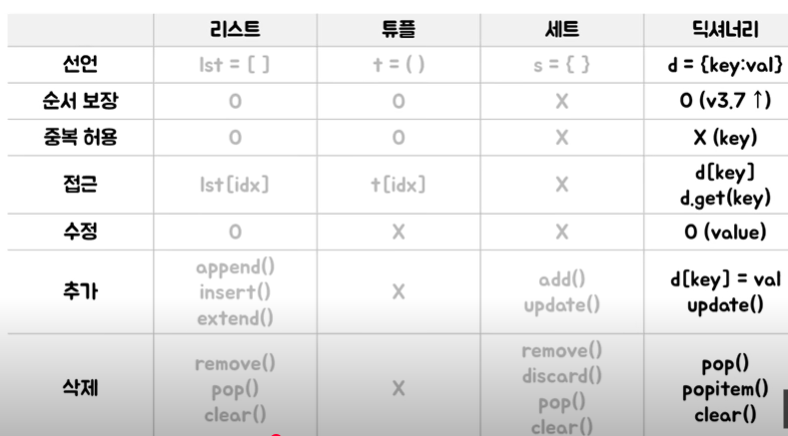 리스트 튜플 세트 딕셔너리
선언 lst = [ ] t = ( ) s = { } d = {key:val}
순서 보장 O O X O (v3.7 ↑)
중복 허용 O O X X (key)
접근 lst[idx] t[idx] X d[key]
d.get(key)
수정 O X X O (value)
추가 append()
insert()
extend()
X
add()
update()
d[key] = val
update()
삭제 remove()
pop()
clear()
X
remove()
discard()
pop()
clear()
pop()
popitem()
clear()